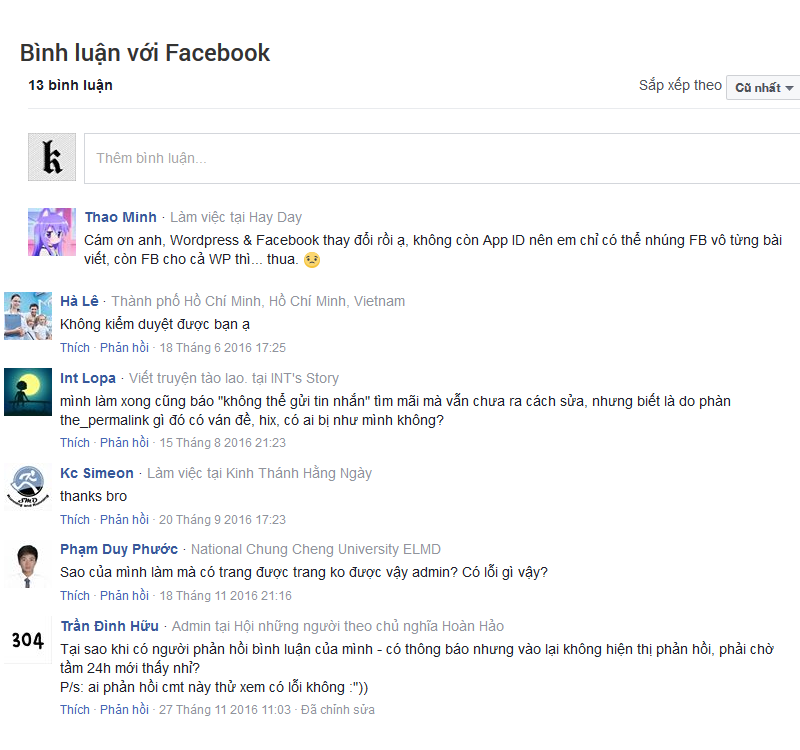 Bình luận với Facebook
13 bình luận
Sắp xếp theo Cũ nhất
k
Thêm bình luận...
Thao Minh · Làm việc tại Hay Day
Cám ơn anh, Wordpress & Facebook thay đổi rồi ạ, không còn App ID nên em chỉ có thể nhúng FB vô từng bài
viết, còn FB cho cả WP thì... thua. 😟
Hà Lê · Thành phố Hồ Chí Minh, Hồ Chí Minh, Vietnam
Không kiểm duyệt được bạn ạ
Thích · Phản hồi · 18 Tháng 6 2016 17:25
Int Lopa · Viết truyện tào lao. tại INT's Story
mình làm xong cũng báo "không thể gửi tin nhắn" tìm mãi mà vẫn chưa ra cách sửa, nhưng biết là do phàn
the_permalink gì đó có ván đề, hix, có ai bị như mình không?
Thích · Phản hồi · 15 Tháng 8 2016 21:23
Kc Simeon · Làm việc tại Kinh Thánh Hằng Ngày
thanks bro
Thích · Phản hồi · 20 Tháng 9 2016 17:23
Phạm Duy Phước · National Chung Cheng University ELMD
Sao của mình làm mà có trang được trang ko được vậy admin? Có lỗi gì vậy?
Thích · Phản hồi · 18 Tháng 11 2016 21:16
304
Trần Đình Hữu · Admin tại Hội những người theo chủ nghĩa Hoàn Hảo
Tại sao khi có người phản hồi bình luận của mình - có thông báo nhưng vào lại không hiện thị phản hồi, phải chờ
tầm 24h mới thấy nhỉ?
P/s: ai phản hồi cmt này thử xem có lỗi không :"))
Thích · Phản hồi · 27 Tháng 11 2016 11:03 · Đã chỉnh sửa